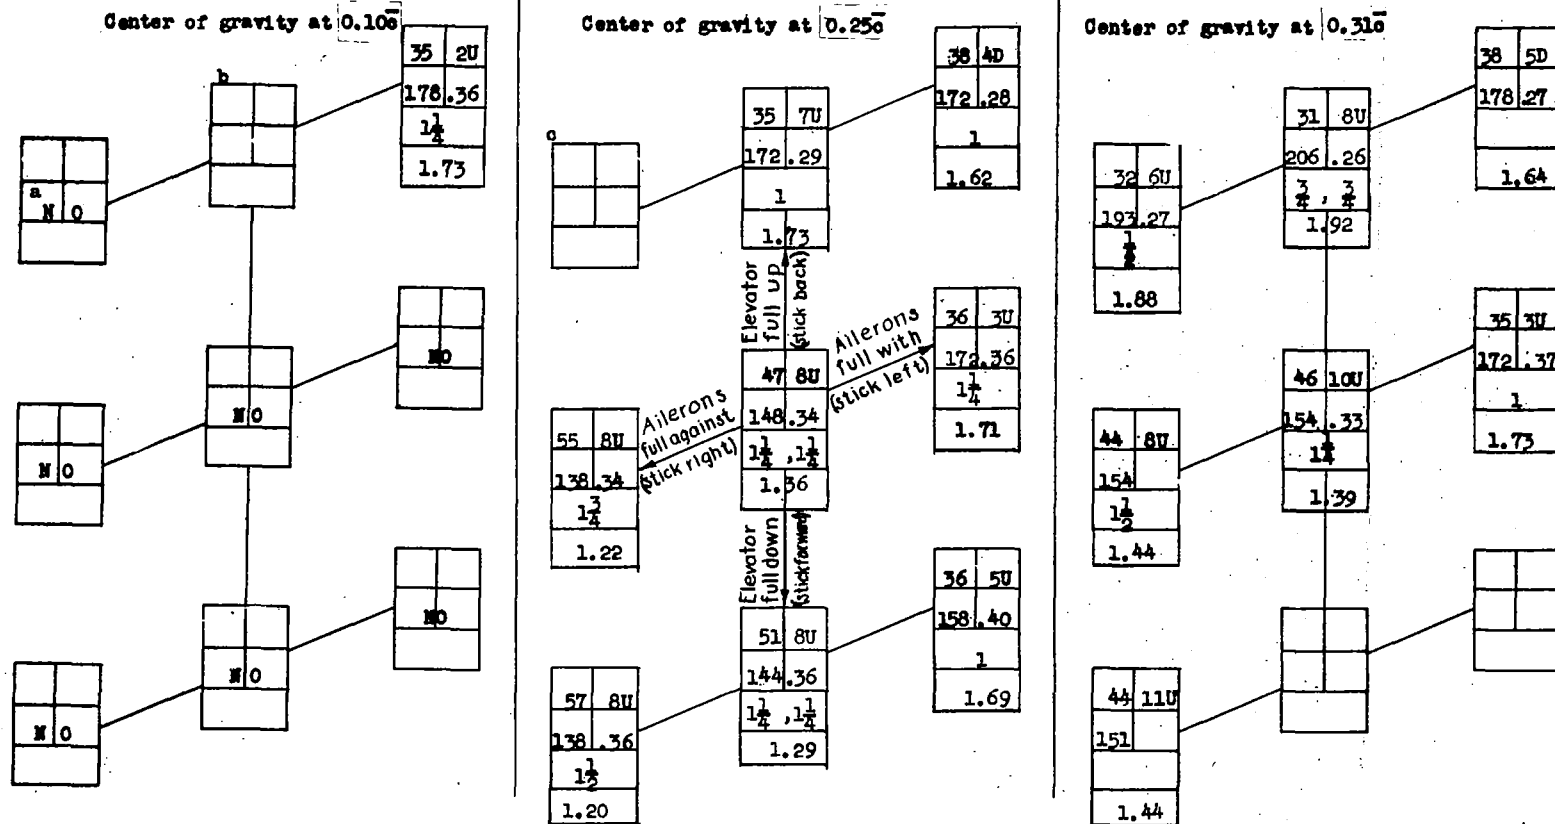 Center of gravity at 0.10c̅
35 2U
178 .36
1¼
1.73
b
a
N O
N O
N O
N O
N O
N O
N O
Center of gravity at 0.25c̅
38 4D
172 .28
1
1.62
35 7U
172 .29
1
1.73
c
Elevator
full up
(stick back)
Ailerons
full with
(stick left)
36 3U
172 .36
1¼
1.71
47 8U
148 .34
1¼ , 1¼
1.36
Ailerons
full against
(stick right)
55 8U
138 .34
1¾
1.22
Elevator
full down
(stick forward)
36 5U
158 .40
1
1.69
51 8U
144 .36
1¼ , 1¼
1.29
57 8U
138 .36
1½
1.20
Center of gravity at 0.31c̅
38 5D
178 .27
1.64
31 8U
206 .26
¾ , ¾
1.92
32 6U
193 .27
1.88
35 3U
172 .37
1
1.73
46 10U
154 .33
1¼
1.39
44 8U
154
1½
1.44
44 11U
151
1.44